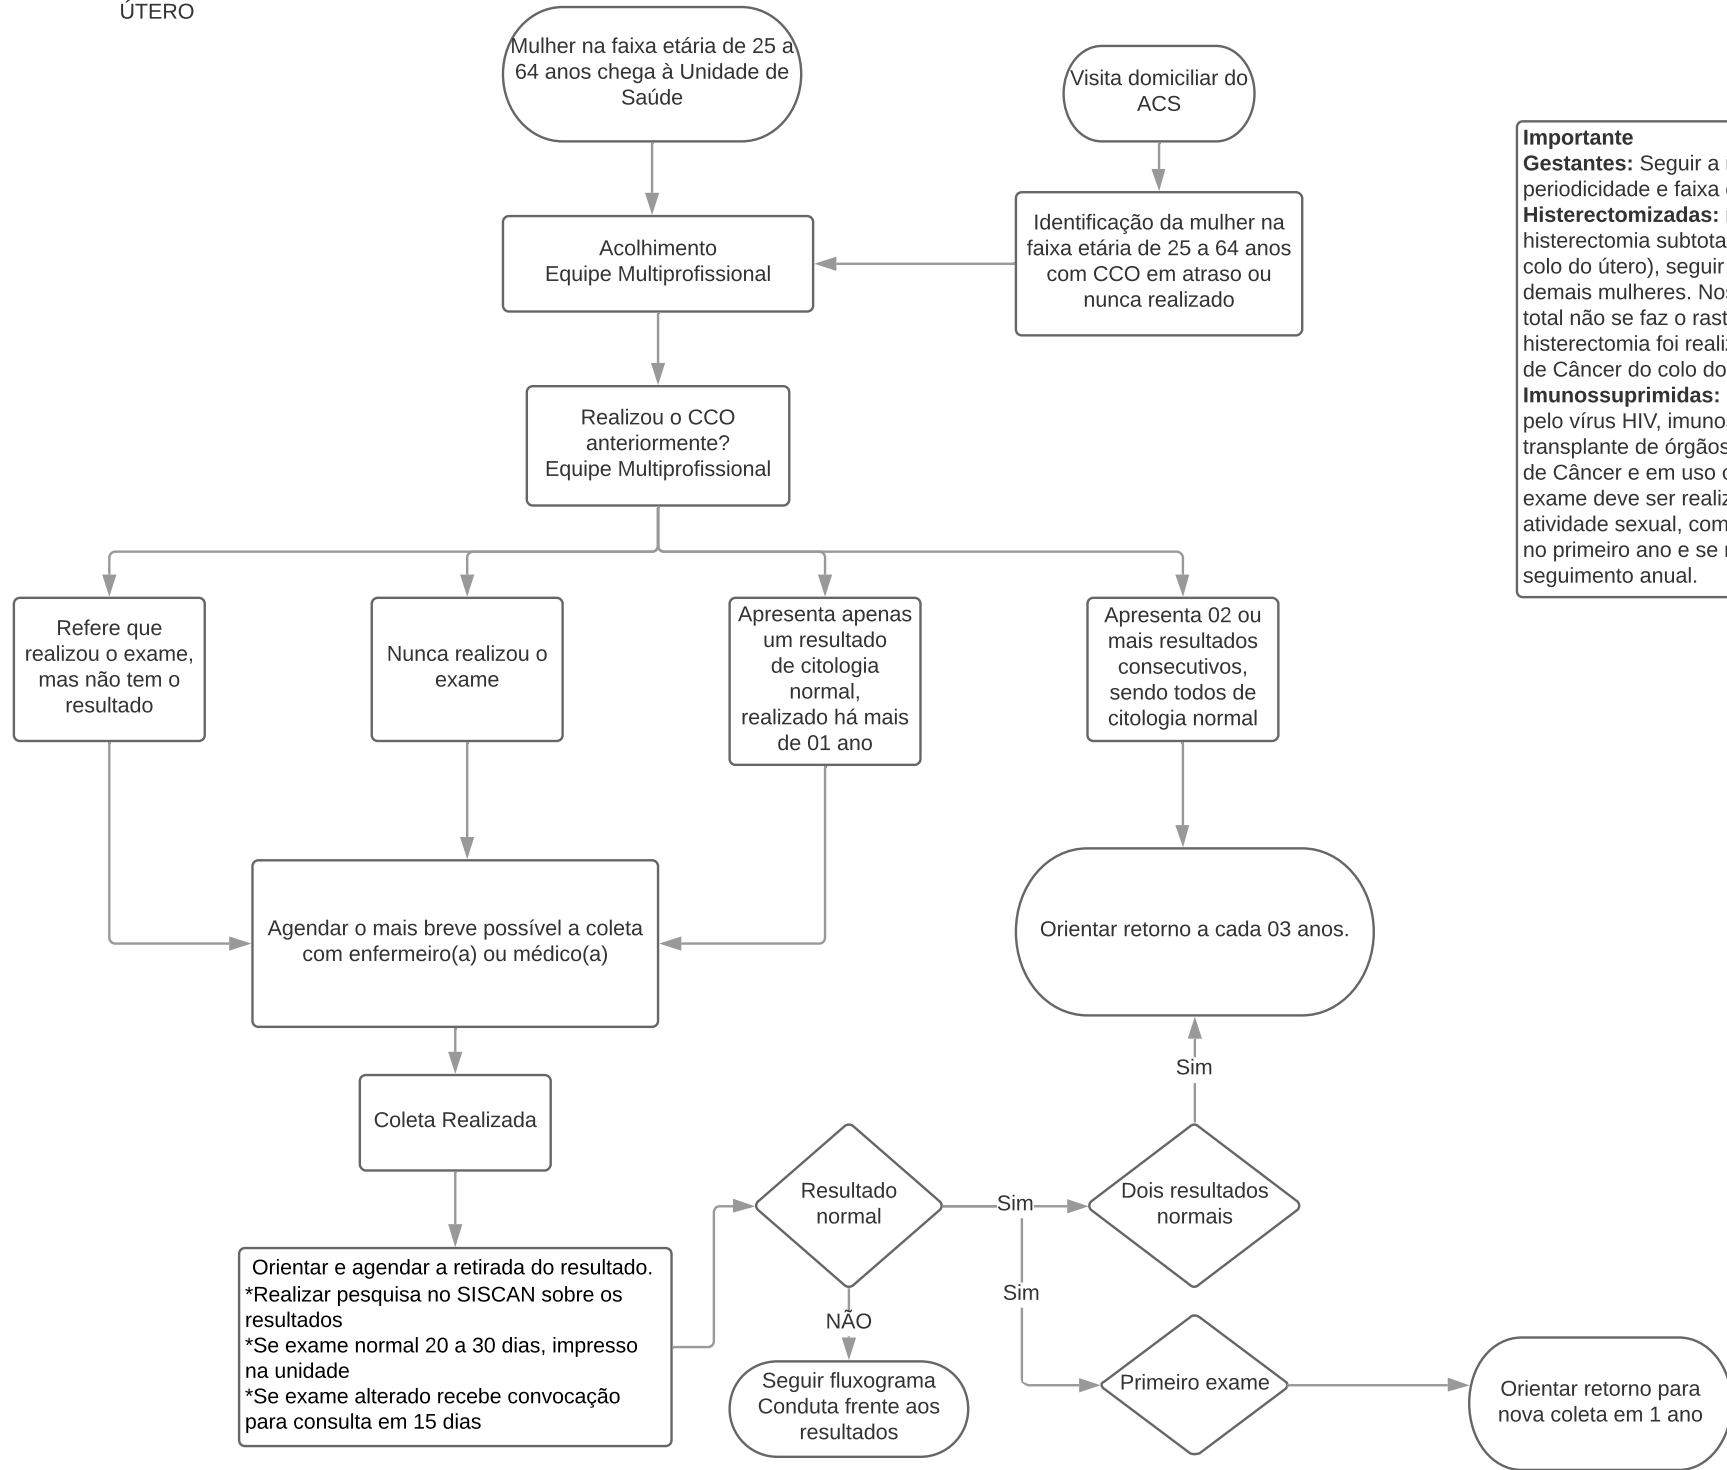 ÚTERO
Mulher na faixa etária de 25 a
64 anos chega à Unidade de
Saúde
Visita domiciliar do
ACS
Importante
Gestantes: Seguir a
periodicidade e faixa
Histerectomizadas:
histerectomia subtota
colo do útero), seguir
demais mulheres. Nos
total não se faz o rast
histerectomia foi realiz
de Câncer do colo do
Imunossuprimidas:
pelo vírus HIV, imunos
transplante de órgãos
de Câncer e em uso
exame deve ser realiz
atividade sexual, com
no primeiro ano e se
seguimento anual.
Acolhimento
Equipe Multiprofissional
Identificação da mulher na
faixa etária de 25 a 64 anos
com CCO em atraso ou
nunca realizado
Realizou o CCO
anteriormente?
Equipe Multiprofissional
Refere que
realizou o exame,
mas não tem o
resultado
Nunca realizou o
exame
Apresenta apenas
um resultado
de citologia
normal,
realizado há mais
de 01 ano
Apresenta 02 ou
mais resultados
consecutivos,
sendo todos de
citologia normal
Agendar o mais breve possível a coleta
com enfermeiro(a) ou médico(a)
Orientar retorno a cada 03 anos.
Sim
Coleta Realizada
Resultado
normal
Sim
Dois resultados
normais
Orientar e agendar a retirada do resultado.
*Realizar pesquisa no SISCAN sobre os
resultados
*Se exame normal 20 a 30 dias, impresso
na unidade
*Se exame alterado recebe convocação
para consulta em 15 dias
Sim
NÃO
Seguir fluxograma
Conduta frente aos
resultados
Primeiro exame
Orientar retorno para
nova coleta em 1 ano